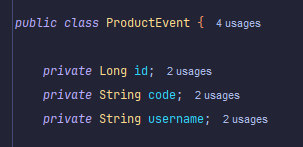 public class ProductEvent { 4 usages
private Long id; 2 usages
private String code; 2 usages
private String username; 2 usages